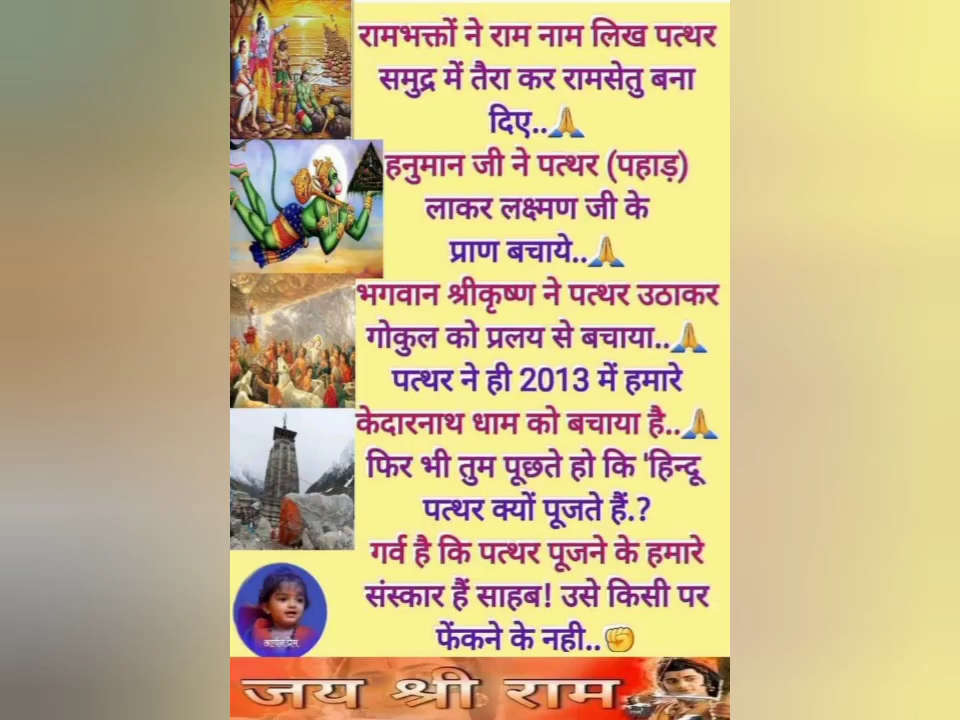 रामभक्तों ने राम नाम लिख पत्थर
समुद्र में तैरा कर रामसेतु बना
दिए..🙏
हनुमान जी ने पत्थर (पहाड़)
लाकर लक्ष्मण जी के
प्राण बचाये..🙏
भगवान श्रीकृष्ण ने पत्थर उठाकर
गोकुल को प्रलय से बचाया..🙏
पत्थर ने ही 2013 में हमारे
केदारनाथ धाम को बचाया है..🙏
फिर भी तुम पूछते हो कि 'हिन्दू
पत्थर क्यों पूजते हैं.?
गर्व है कि पत्थर पूजने के हमारे
संस्कार हैं साहब! उसे किसी पर
फेंकने के नही..✊
जय श्री राम